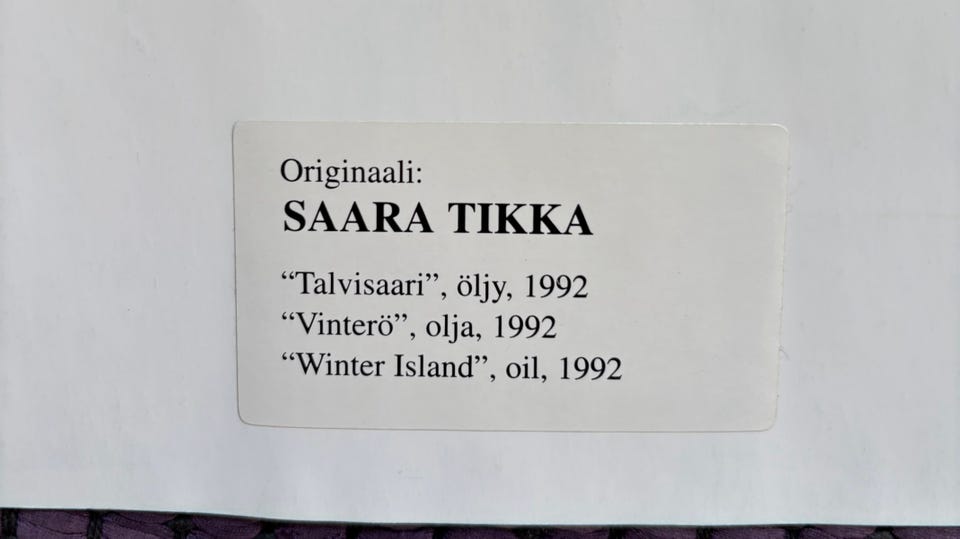 Originaali:
SAARA TIKKA
“Talvisaari”, öljy, 1992
“Vinterö”, olja, 1992
“Winter Island”, oil, 1992